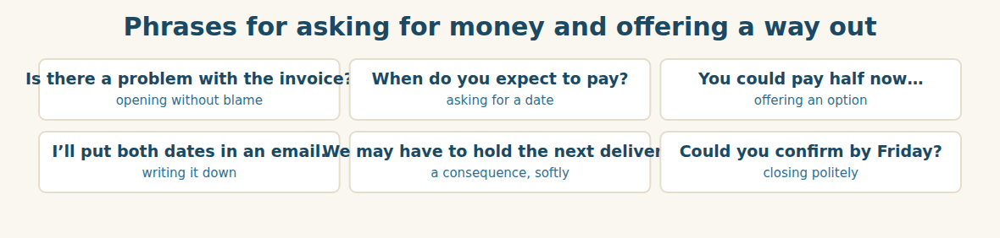 Phrases for asking for money and offering a way out
Is there a problem with the invoice?
opening without blame
When do you expect to pay?
asking for a date
You could pay half now…
offering an option
I’ll put both dates in an email.
writing it down
We may have to hold the next
a consequence, softly
Could you confirm by Friday?
closing politely